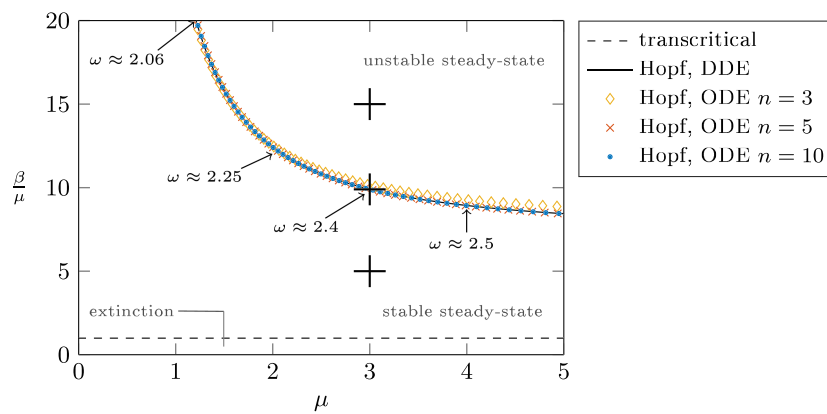 20
15
10
5
0
β/μ
0 1 2 3 4 5
μ
ω ≈ 2.06
unstable steady-state
ω ≈ 2.25
ω ≈ 2.4
ω ≈ 2.5
extinction
stable steady-state
transcritical
Hopf, DDE
Hopf, ODE n = 3
Hopf, ODE n = 5
Hopf, ODE n = 10